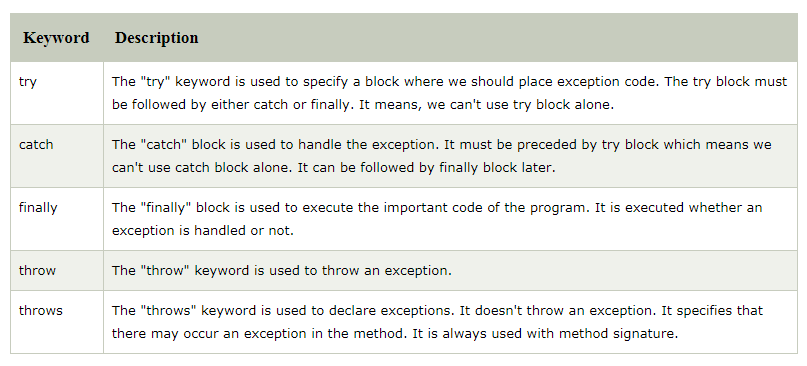 Keyword Description
try The "try" keyword is used to specify a block where we should place exception code. The try block must
be followed by either catch or finally. It means, we can't use try block alone.
catch The "catch" block is used to handle the exception. It must be preceded by try block which means we
can't use catch block alone. It can be followed by finally block later.
finally The "finally" block is used to execute the important code of the program. It is executed whether an
exception is handled or not.
throw The "throw" keyword is used to throw an exception.
throws The "throws" keyword is used to declare exceptions. It doesn't throw an exception. It specifies that
there may occur an exception in the method. It is always used with method signature.